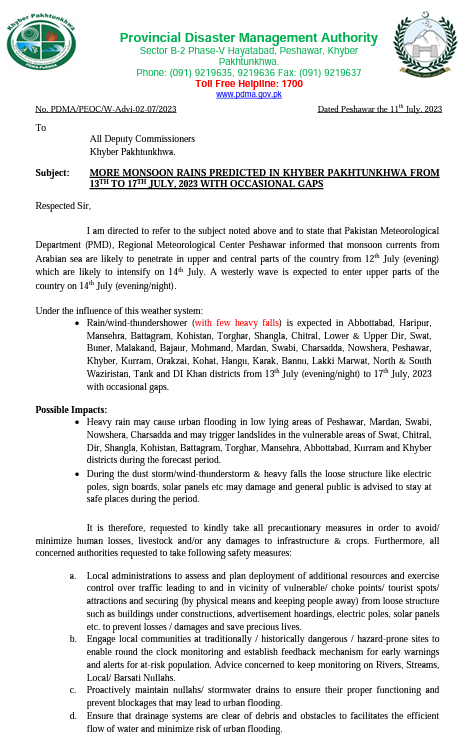 Khyber Pakhtunkhwa
Provincial Disaster Management Authority
Sector B-2 Phase-V Hayatabad, Peshawar, Khyber
Pakhtunkhwa.
Phone: (091) 9219635, 9219636 Fax: (091) 9219637
Toll Free Helpline: 1700
www.pdma.gov.pk
No. PDMA/PEOC/W-Advi-02-07/2023 Dated Peshawar the 11th July, 2023
To
All Deputy Commissioners
Khyber Pakhtunkhwa.
Subject: MORE MONSOON RAINS PREDICTED IN KHYBER PAKHTUNKHWA FROM
13TH TO 17TH JULY, 2023 WITH OCCASIONAL GAPS
Respected Sir,
I am directed to refer to the subject noted above and to state that Pakistan Meteorological
Department (PMD), Regional Meteorological Center Peshawar informed that monsoon currents from
Arabian sea are likely to penetrate in upper and central parts of the country from 12th July (evening)
which are likely to intensify on 14th July. A westerly wave is expected to enter upper parts of the
country on 14th July (evening/night).
Under the influence of this weather system:
• Rain/wind-thundershower (with few heavy falls) is expected in Abbottabad, Haripur,
Mansehra, Battagram, Kohistan, Torghar, Shangla, Chitral, Lower & Upper Dir, Swat,
Buner, Malakand, Bajaur, Mohmand, Mardan, Swabi, Charsadda, Nowshera, Peshawar,
Khyber, Kurram, Orakzai, Kohat, Hangu, Karak, Bannu, Lakki Marwat, North & South
Waziristan, Tank and DI Khan districts from 13th July (evening/night) to 17th July, 2023
with occasional gaps.
Possible Impacts:
• Heavy rain may cause urban flooding in low lying areas of Peshawar, Mardan, Swabi,
Nowshera, Charsadda and may trigger landslides in the vulnerable areas of Swat, Chitral,
Dir, Shangla, Kohistan, Battagram, Torghar, Mansehra, Abbottabad, Kurram and Khyber
districts during the forecast period.
• During the dust storm/wind-thunderstorm & heavy falls the loose structure like electric
poles, sign boards, solar panels etc may damage and general public is advised to stay at
safe places during the period.
It is therefore, requested to kindly take all precautionary measures in order to avoid/
minimize human losses, livestock and/or any damages to infrastructure & crops. Furthermore, all
concerned authorities requested to take following safety measures:
a. Local administrations to assess and plan deployment of additional resources and exercise
control over traffic leading to and in vicinity of vulnerable/ choke points/ tourist spots/
attractions and securing (by physical means and keeping people away) from loose structure
such as buildings under constructions, advertisement hoardings, electric poles, solar panels
etc. to prevent losses / damages and save precious lives.
b. Engage local communities at traditionally / historically dangerous / hazard-prone sites to
enable round the clock monitoring and establish feedback mechanism for early warnings
and alerts for at-risk population. Advice concerned to keep monitoring on Rivers, Streams,
Local/ Barsati Nullahs.
c. Proactively maintain nullahs/ stormwater drains to ensure their proper functioning and
prevent blockages that may lead to urban flooding.
d. Ensure that drainage systems are clear of debris and obstacles to facilitates the efficient
flow of water and minimize risk of urban flooding.